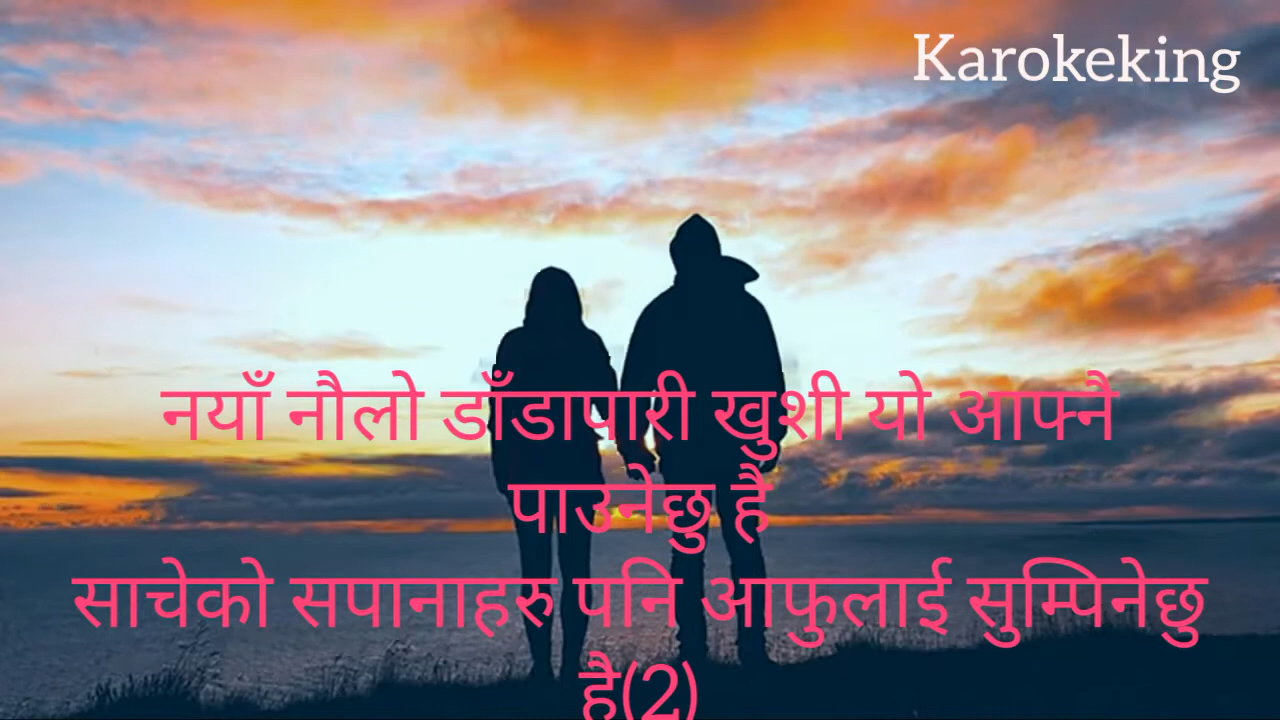 Karokeking
नयाँ नौलो डाँडापारी खुशी यो आफ्नै
पाउनेछु है
साचेको सपानाहरु पनि आफुलाई सुम्पिनेछु
है(2)